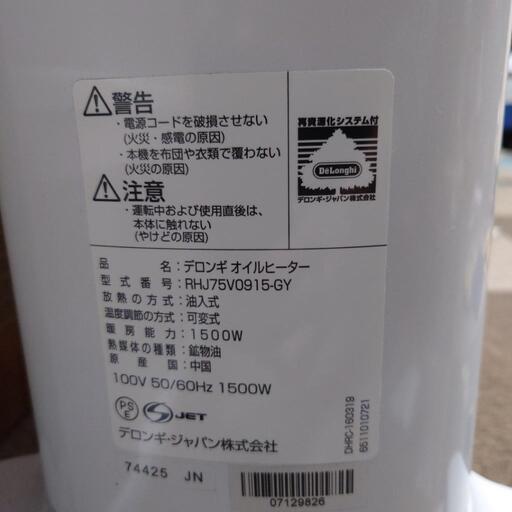 警告
・電源コードを破損させない
(火災・感電の原因)
・本機を布団や衣類で覆わない
(火災の原因)
注意
・運転中および使用直後は、
本体に触れない
(やけどの原因)
再資源化システム付
DeLonghi
デロンギ・ジャパン株式会社
品名:デロンギ オイルヒーター
型式番号:RHJ75V0915-GY
放熱の方式:油入式
温度調節の方式:可変式
暖房能力:1500W
熱媒体の種類:鉱物油
原産国:中国
100V 50/60Hz 1500W
PSE
JET
デロンギ・ジャパン株式会社
DHRC-160319
6511010721
74425 JN
07129826